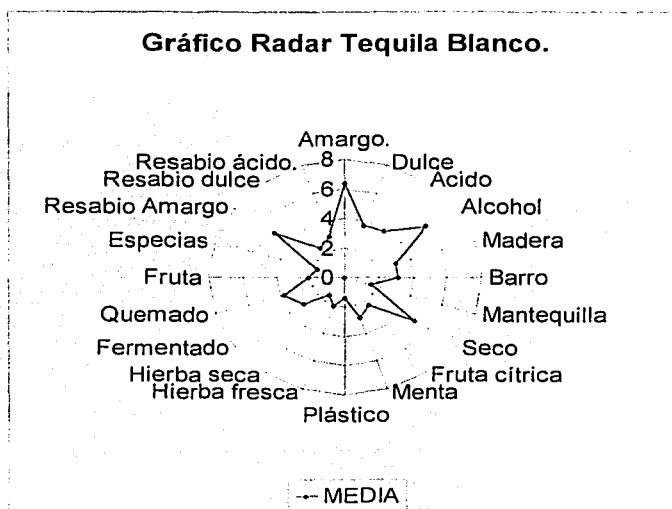 Gráfico Radar Tequila Blanco.
Amargo.
Resabio ácido. 8 Dulce
Resabio dulce Ácido
6
Resabio Amargo. 4 Alcohol
Especias 2 Madera
Fruta 0 Barro
Quemado Mantequilla
Fermentado Seco
Hierba seca Fruta cítrica
Hierba fresca Menta
Plástico
MEDIA